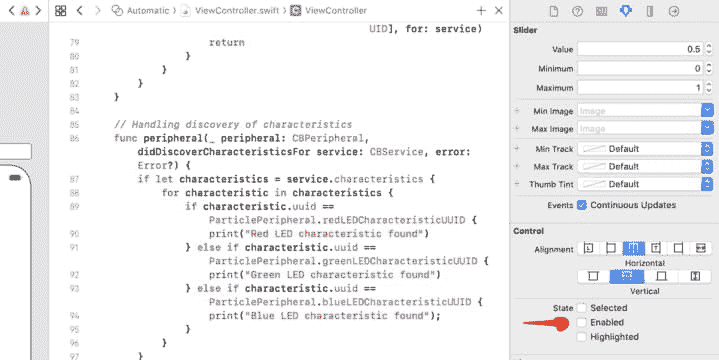 Automatic
ViewController.swift
ViewController
UUID], for: service)
79 return
80 }
81 }
82 }
83 }
84
85 // Handling discovery of characteristics
86 func peripheral(_ peripheral: CBPeripheral,
didDiscoverCharacteristicsFor service: CBService, error:
Error?) {
87 if let characteristics = service.characteristics {
88 for characteristic in characteristics {
89 if characteristic.uuid ==
ParticlePeripheral.redLEDCharacteristicUUID {
90 print("Red LED characteristic found")
91 } else if characteristic.uuid ==
ParticlePeripheral.greenLEDCharacteristicUUID {
92 print("Green LED characteristic found")
93 } else if characteristic.uuid ==
ParticlePeripheral.blueLEDCharacteristicUUID {
94 print("Blue LED characteristic found");
95 }
96 }
97 }
Slider
Value 0.5
Minimum 0
Maximum 1
Min Image Image
Max Image Image
Min Track Default
Max Track Default
Thumb Tint Default
Events Continuous Updates
Control
Alignment
Horizontal
Vertical
State Selected
Enabled
Highlighted